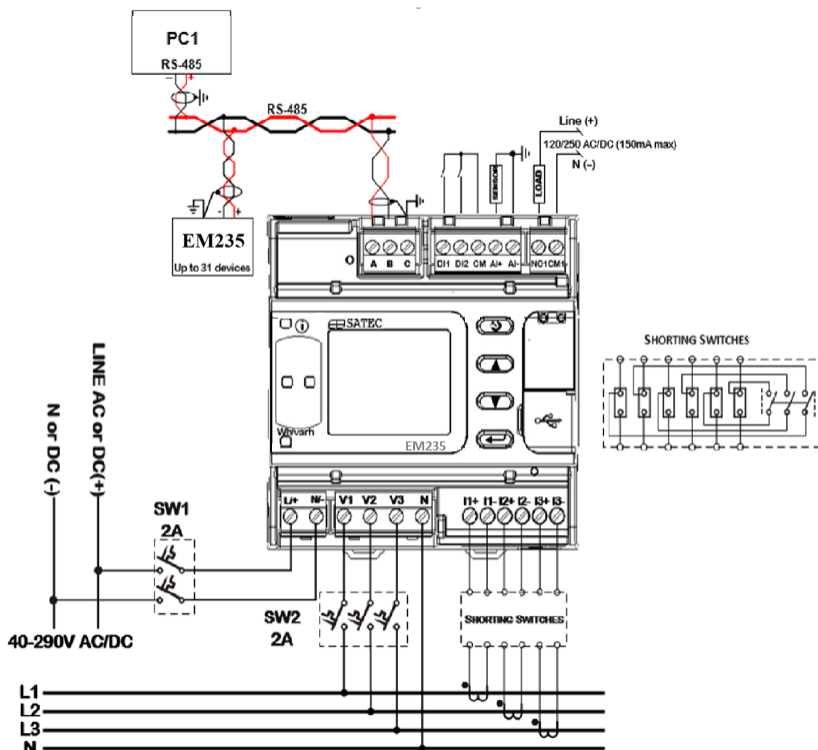 PC1
RS-485
– +
RS-485
EM235
– +
Up to 31 devices
Line (+)
120/250 AC/DC (150mA max)
N (–)
SENSOR
LOAD
A B C
DI1 DI2 CM AI+ AI- NO1 CM1
SATEC
Wh/varh
EM235
SHORTING SWITCHES
LINE AC or DC(+)
N or DC (-)
SW1
2A
40-290V AC/DC
L/+ N/- V1 V2 V3 N I1+ I1- I2+ I2- I3+ I3-
SW2
2A
SHORTING SWITCHES
L1
L2
L3
N